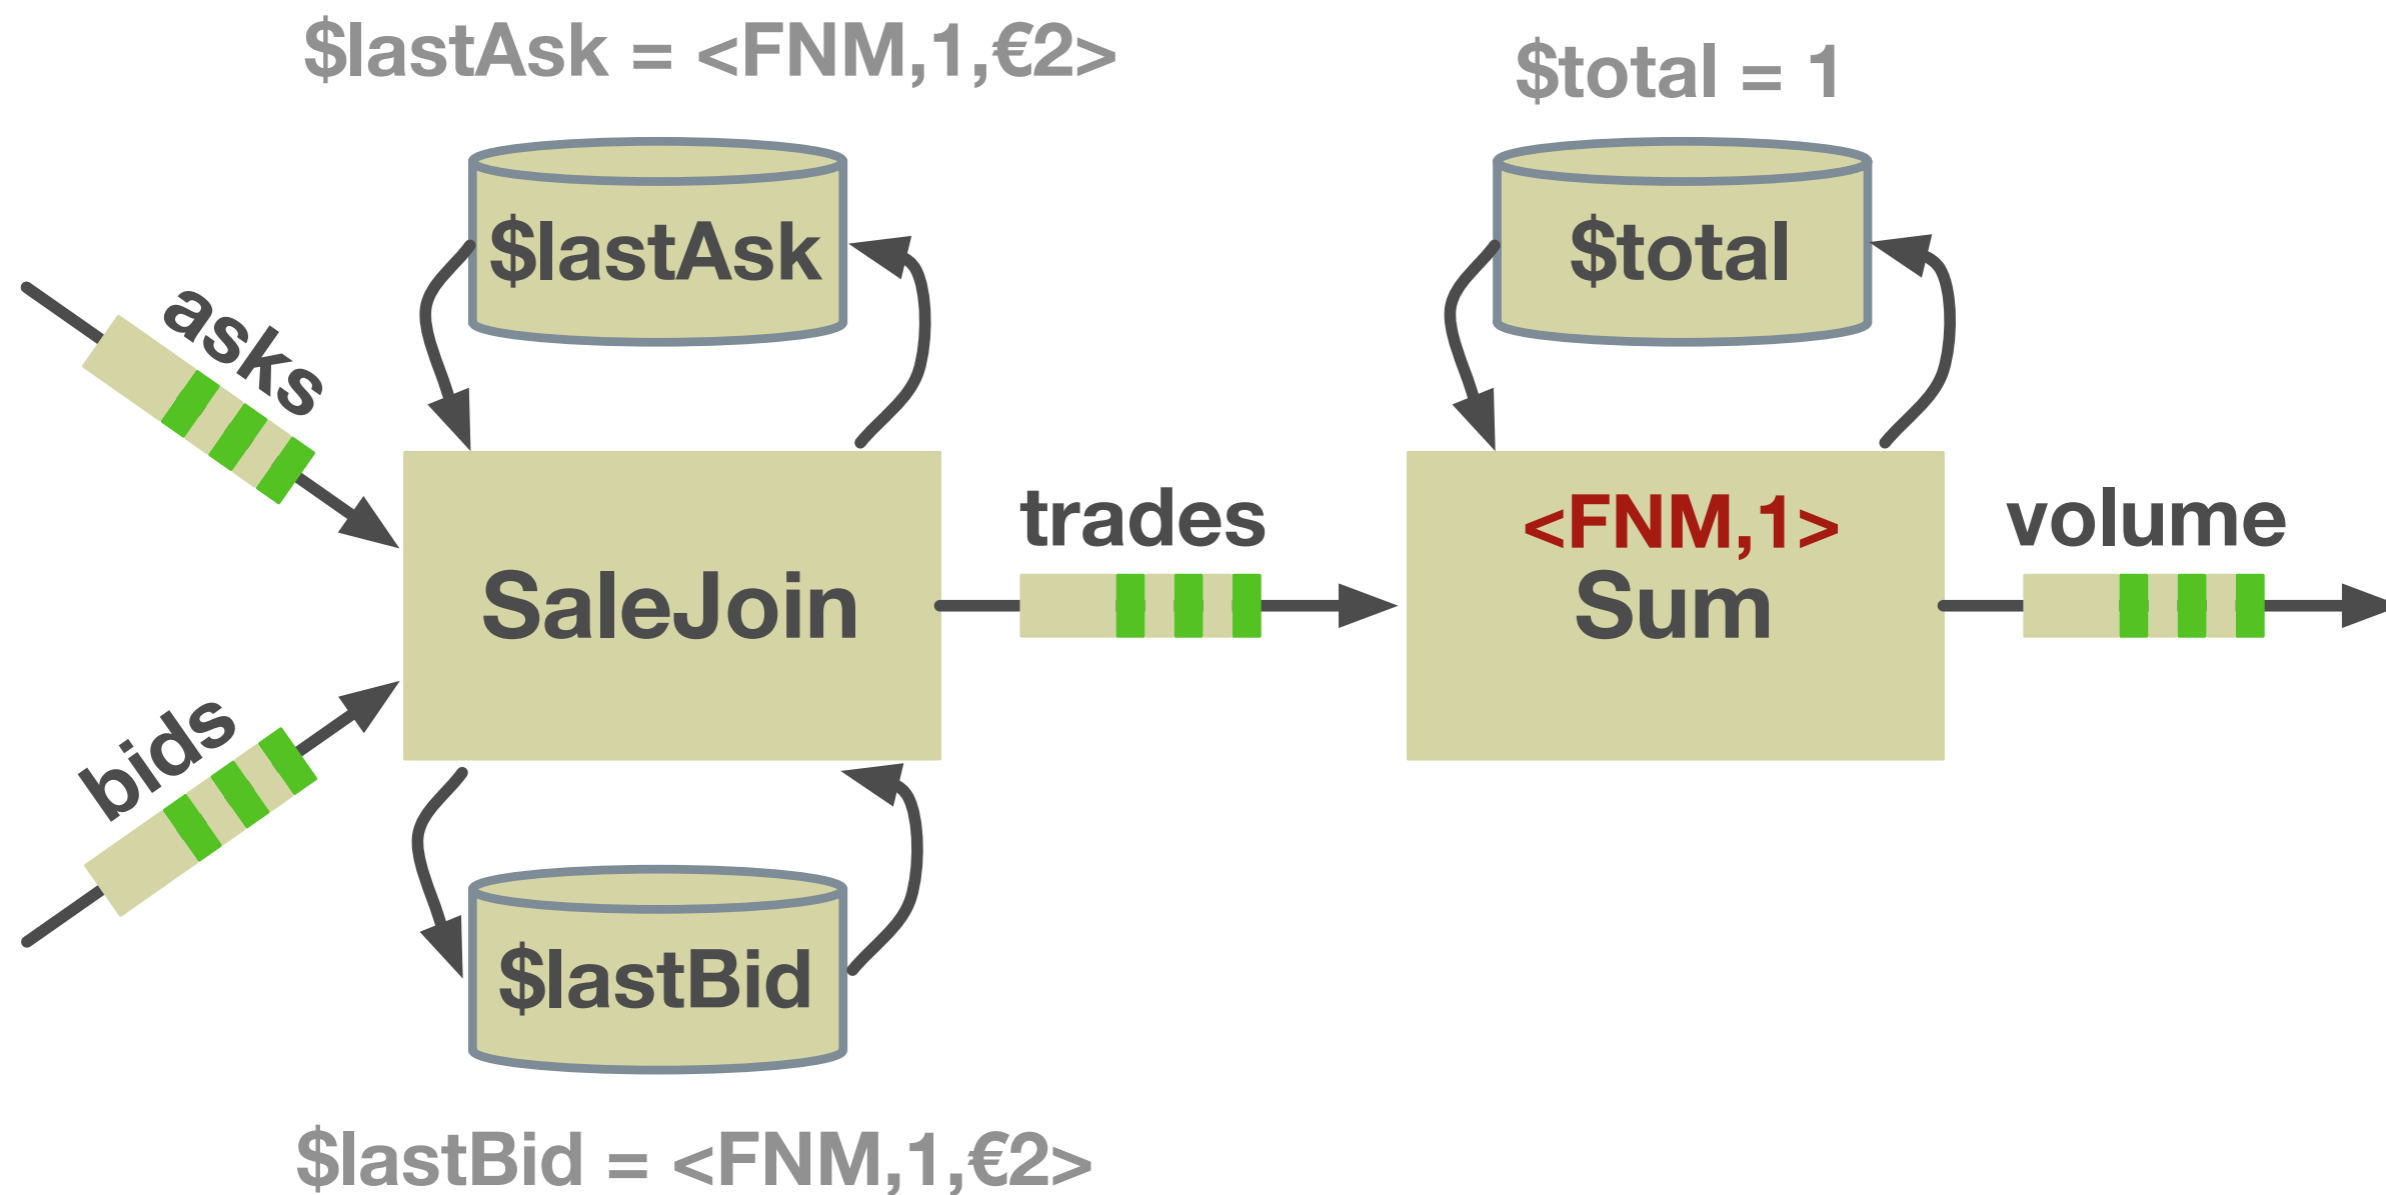 $lastAsk = <FNM,1,€2>
$total = 1
$lastAsk
$total
asks
trades
<FNM,1>
volume
SaleJoin
Sum
bids
$lastBid
$lastBid = <FNM,1,€2>